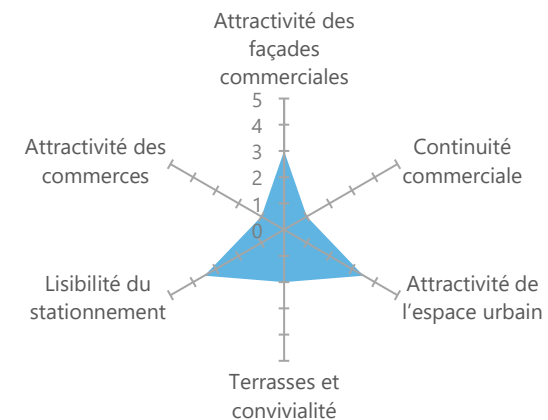 Attractivité des
façades
commerciales
5
4
3
2
1
0
Continuité
commerciale
Attractivité de
l'espace urbain
Terrasses et
convivialité
Lisibilité du
stationnement
Attractivité des
commerces